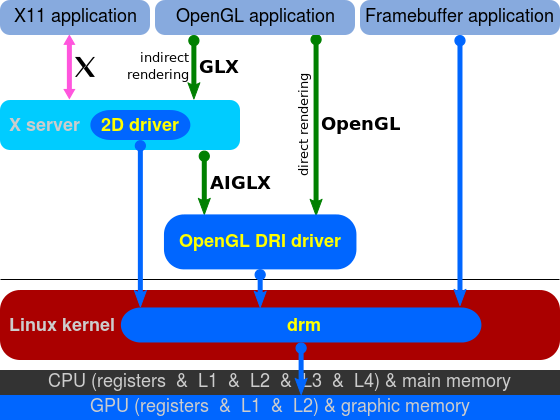 X11 application
OpenGL application
Framebuffer application
X
indirect
rendering
GLX
direct rendering
OpenGL
X server
2D driver
AIGLX
OpenGL DRI driver
Linux kernel
drm
CPU (registers & L1 & L2 & L3 & L4) & main memory
GPU (registers & L1 & L2) & graphic memory